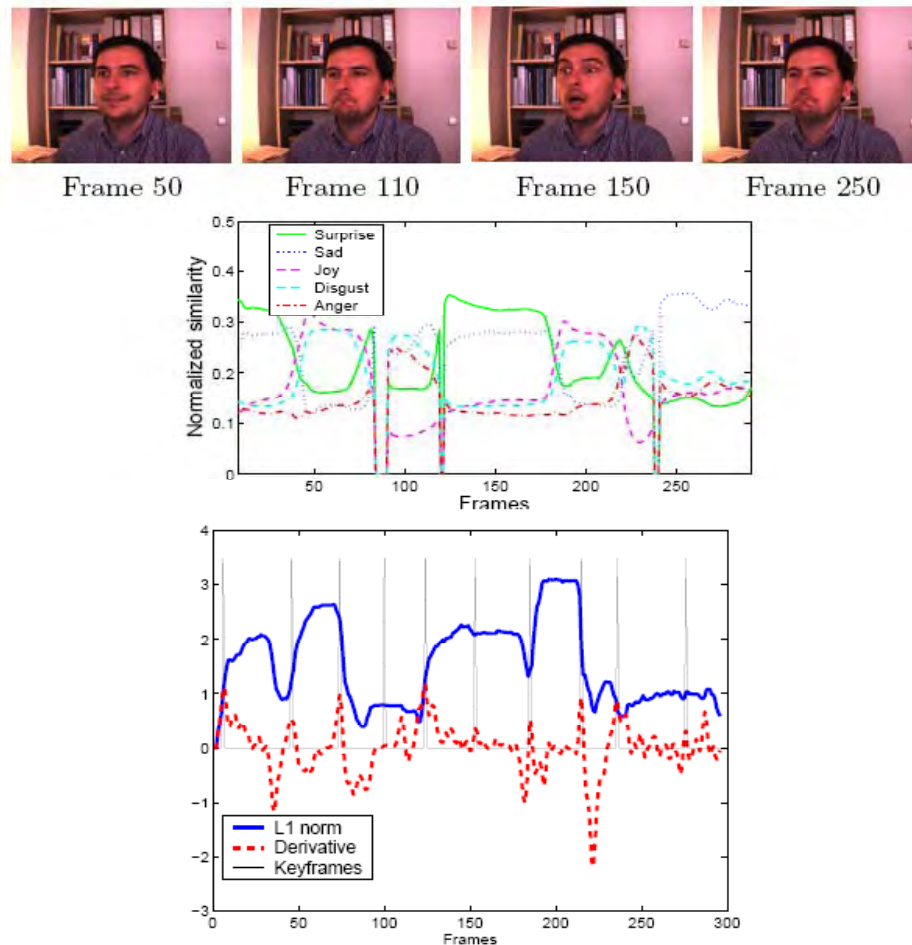 Frame 50 Frame 110 Frame 150 Frame 250
0.5
Surprise
Sad
Joy
Disgust
Anger
0.4
0.3
0.2
0.1
0
Normalized similarity
50 100 150 200 250
Frames
4
3
2
1
0
−1
−2
−3
L1 norm
Derivative
Keyframes
0 50 100 150 200 250 300
Frames